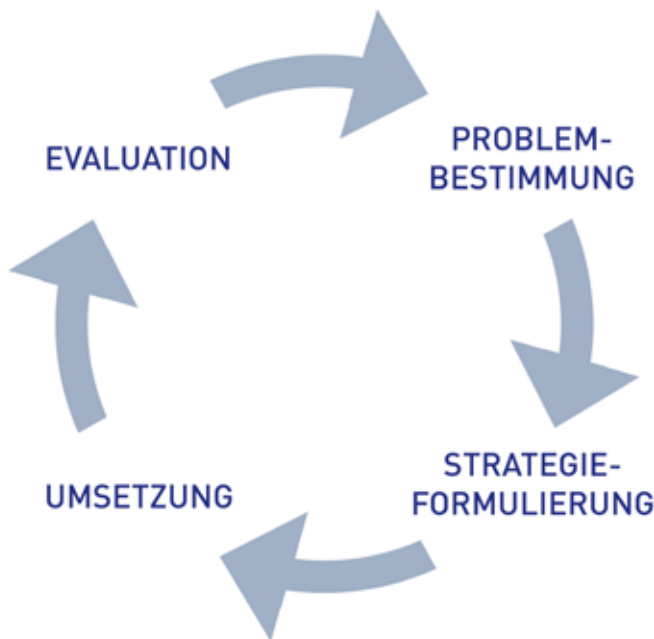 EVALUATION
PROBLEM-
BESTIMMUNG
STRATEGIE-
FORMULIERUNG
UMSETZUNG